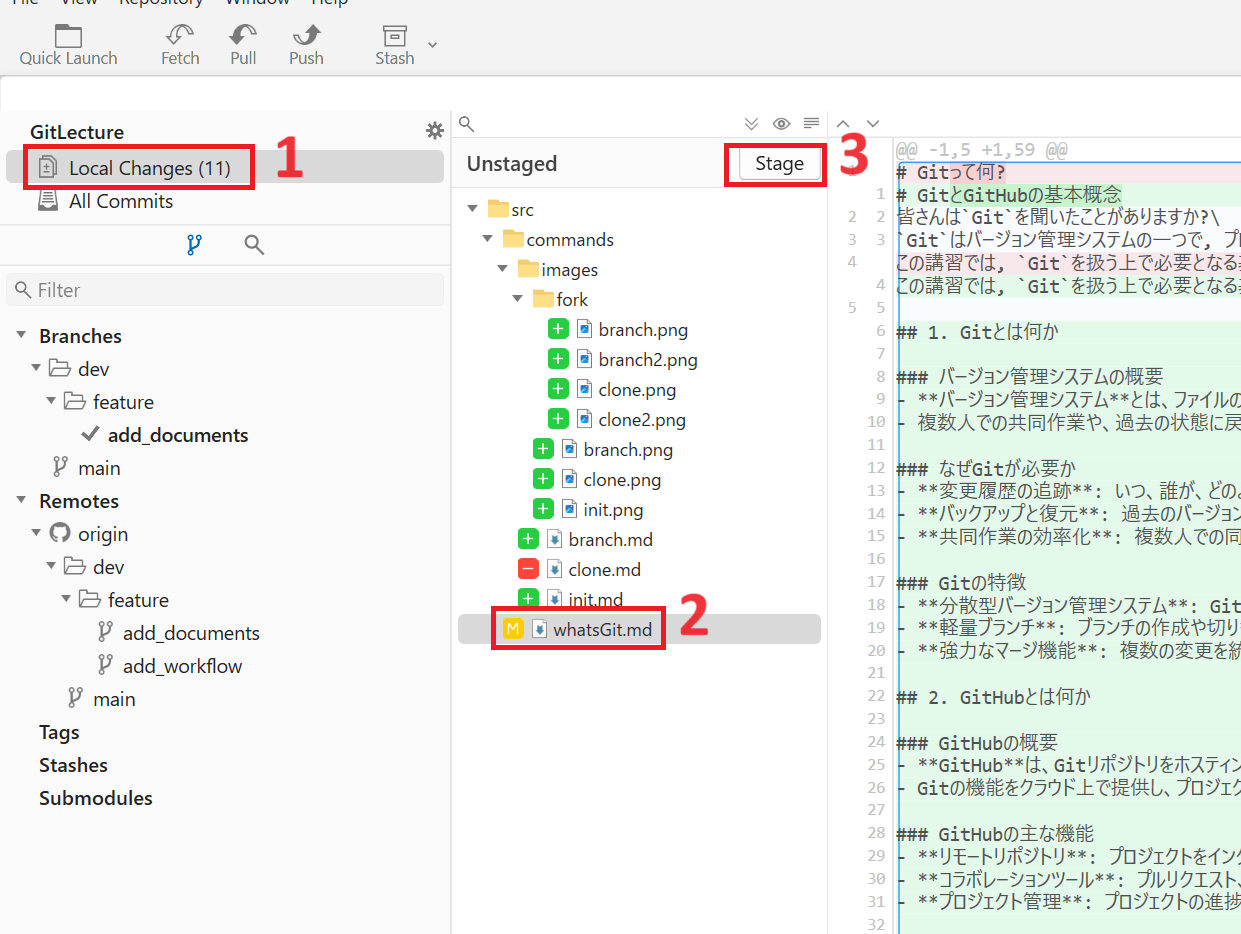 File View Repository Window Help
Quick Launch
Fetch
Pull
Push
Stash
GitLecture
Local Changes (11)
1
All Commits
Filter
Branches
dev
feature
add_documents
main
Remotes
origin
dev
feature
add_documents
add_workflow
main
Tags
Stashes
Submodules
Unstaged
Stage
3
src
commands
images
fork
branch.png
branch2.png
clone.png
clone2.png
branch.png
clone.png
init.png
branch.md
clone.md
init.md
M whatsGit.md
2
@@ -1,5 +1,59 @@
# Gitって何?
1 # GitとGitHubの基本概念
2 2 皆さんは`Git`を聞いたことがありますか?\
3 3 `Git`はバージョン管理システムの一つで, プ
4 この講習では, `Git`を扱う上で必要となる
4 この講習では, `Git`を扱う上で必要となる
5 5
6 ## 1. Gitとは何か
7
8 ### バージョン管理システムの概要
9 - **バージョン管理システム**とは、ファイルの
10 - 複数人での共同作業や、過去の状態に戻
11
12 ### なぜGitが必要か
13 - **変更履歴の追跡**: いつ、誰が、どの
14 - **バックアップと復元**: 過去のバージョン
15 - **共同作業の効率化**: 複数人での同
16
17 ### Gitの特徴
18 - **分散型バージョン管理システム**: Git
19 - **軽量ブランチ**: ブランチの作成や切り
20 - **強力なマージ機能**: 複数の変更を統
21
22 ## 2. GitHubとは何か
23
24 ### GitHubの概要
25 - **GitHub**は、Gitリポジトリをホスティン
26 - Gitの機能をクラウド上で提供し、プロジェク
27
28 ### GitHubの主な機能
29 - **リモートリポジトリ**: プロジェクトをイン
30 - **コラボレーションツール**: プルリクエスト、
31 - **プロジェクト管理**: プロジェクトの進捗
32